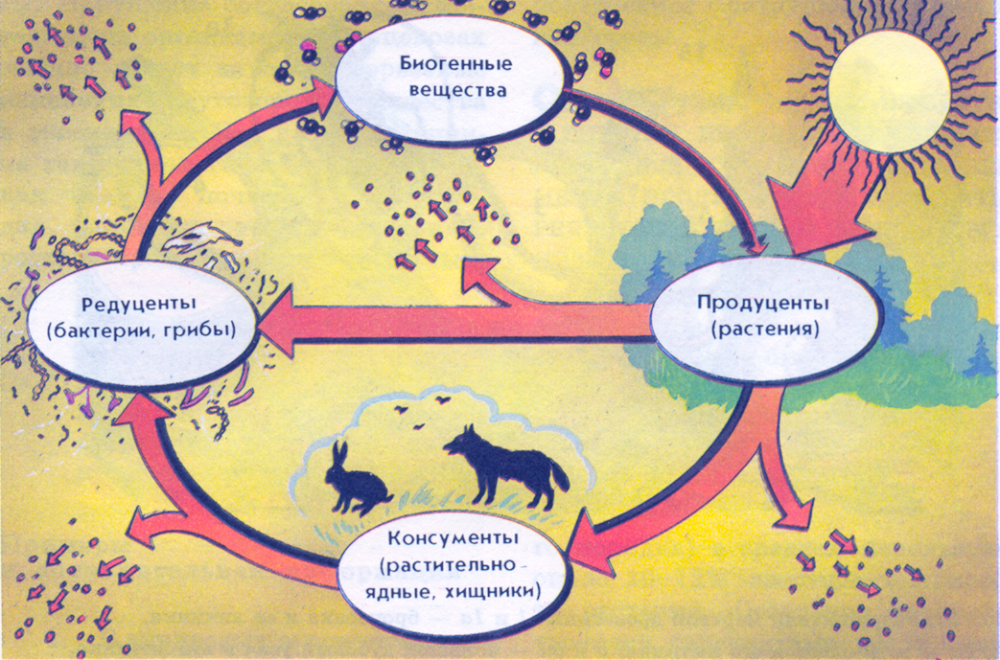 Биогенные
вещества
Редуценты
(бактерии, грибы)
Продуценты
(растения)
Консументы
(растительно-
ядные, хищники)